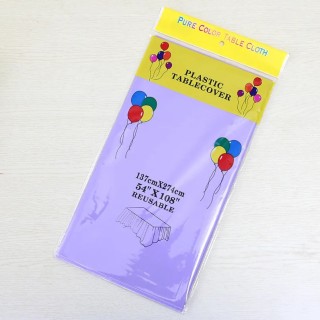 PURE COLOR TABLE CLOTH
PLASTIC
TABLECOVER
137cmX274cm
54"X108"
REUSABLE